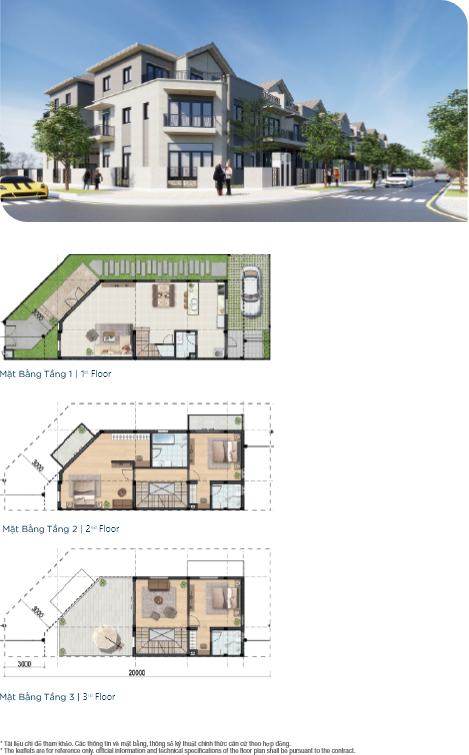 3000
Mặt Bằng Tầng 1 | 1st Floor
3000
Mặt Bằng Tầng 2 | 2nd Floor
3000
3000
20000
Mặt Bằng Tầng 3 | 3rd Floor
* Tài liệu chỉ để tham khảo. Các thông tin về mặt bằng, thông số kỹ thuật chính thức căn cứ theo hợp đồng.
* The leaflets are for reference only, official information and technical specifications of the floor plan shall be pursuant to the contract.